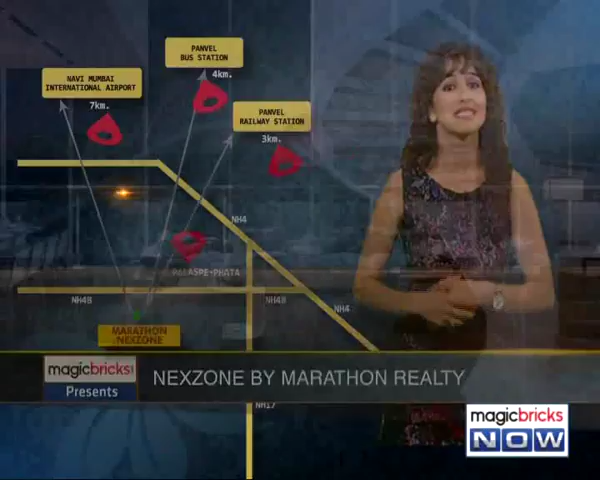 PANVEL
BUS STATION
4km.
NAVI MUMBAI
INTERNATIONAL AIRPORT
7km.
PANVEL
RAILWAY STATION
3km.
NH4
PALASPE-PHATA
NH4B
NH4B
NH4
MARATHON
NEXZONE
magicbricks
Presents
NEXZONE BY MARATHON REALTY
NH17
magicbricks
NOW